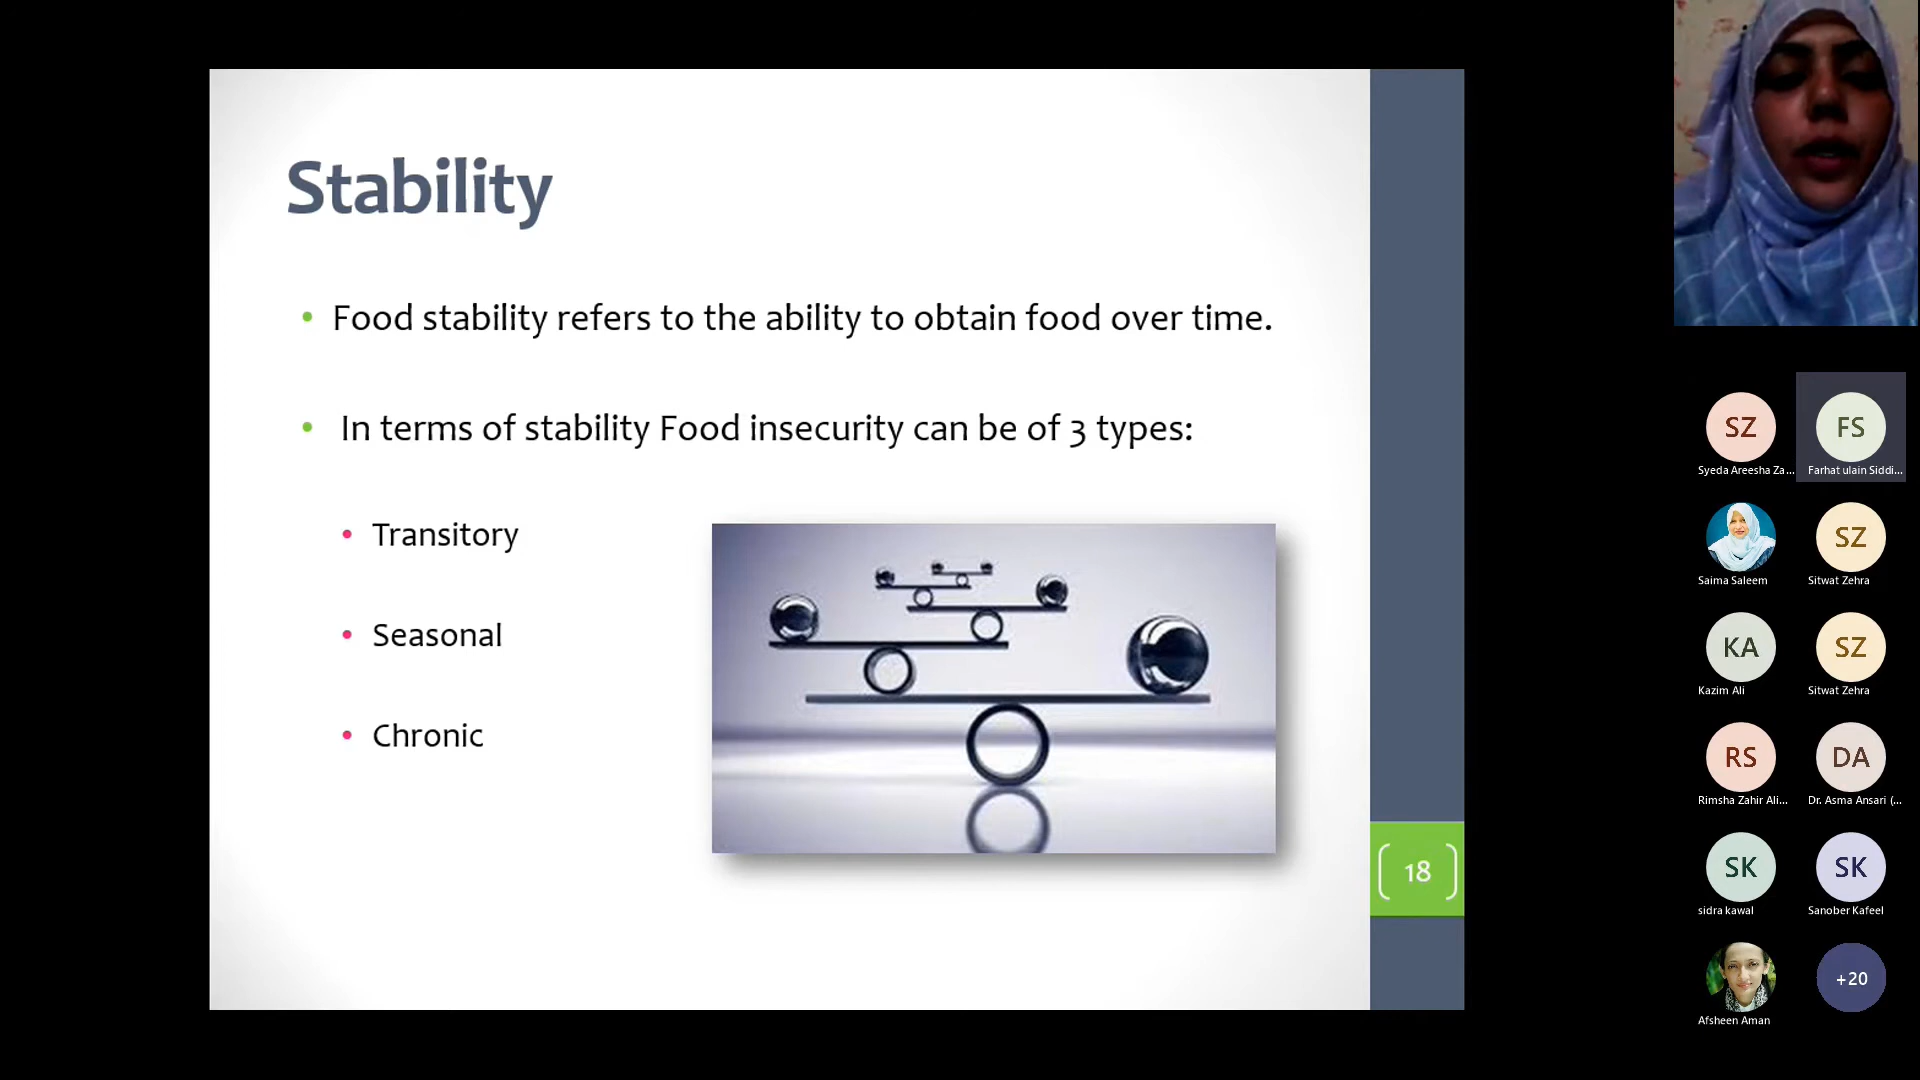 Stability
• Food stability refers to the ability to obtain food over time.
• In terms of stability Food insecurity can be of 3 types:
• Transitory
• Seasonal
• Chronic
18
SZ
Syeda Areesha Za...
FS
Farhat ulain Siddi...
Saima Saleem
SZ
Sitwat Zehra
KA
Kazim Ali
SZ
Sitwat Zehra
RS
Rimsha Zahir Ali...
DA
Dr. Asma Ansari (...
SK
sidra kawal
SK
Sanober Kafeel
Afsheen Aman
+20